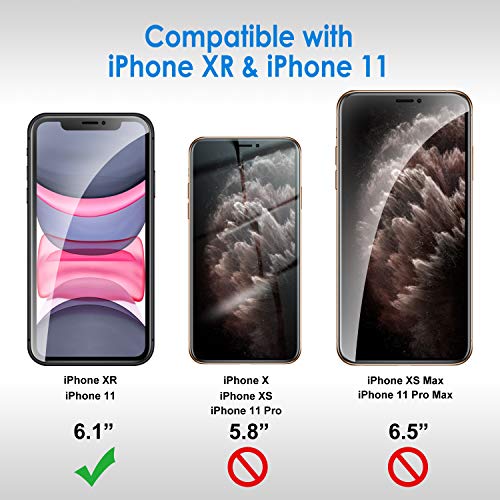 Compatible with
iPhone XR & iPhone 11
iPhone XR
iPhone 11
6.1”
iPhone X
iPhone XS
iPhone 11 Pro
5.8”
iPhone XS Max
iPhone 11 Pro Max
6.5”